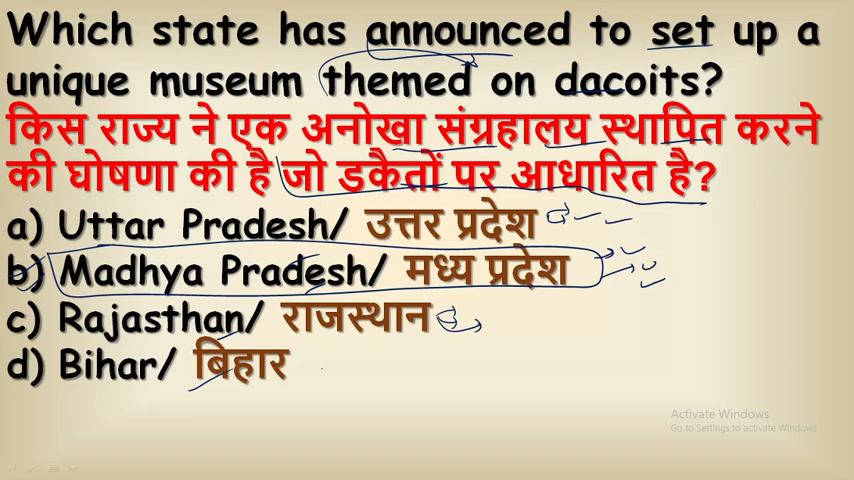 Which state has announced to set up a
unique museum themed on dacoits?
किस राज्य ने एक अनोखा संग्रहालय स्थापित करने
की घोषणा की है जो डकैतों पर आधारित है?
a) Uttar Pradesh/ उत्तर प्रदेश
b) Madhya Pradesh/ मध्य प्रदेश
c) Rajasthan/ राजस्थान
d) Bihar/ बिहार
Activate Windows
Go to Settings to activate Windows.